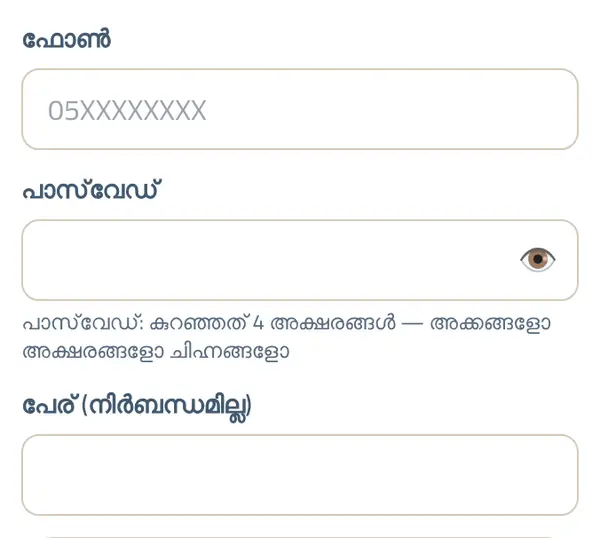 ഫോൺ
05XXXXXXXX
പാസ്‌വേഡ്
പാസ്‌വേഡ്: കുറഞ്ഞത് 4 അക്ഷരങ്ങൾ — അക്കങ്ങളോ
അക്ഷരങ്ങളോ ചിഹ്നങ്ങളോ
പേര് (നിർബന്ധമില്ല)